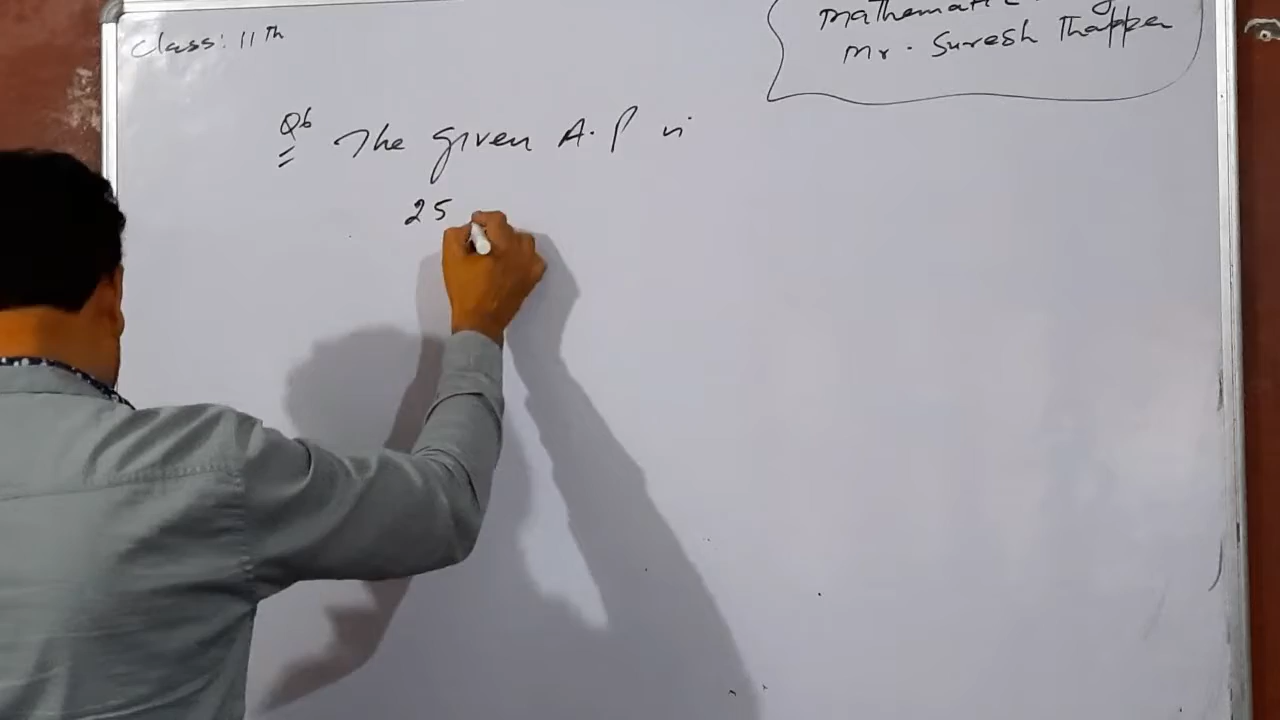 Class: 11th
Mr. Suresh Thapper
Q6 The given A.P is
25